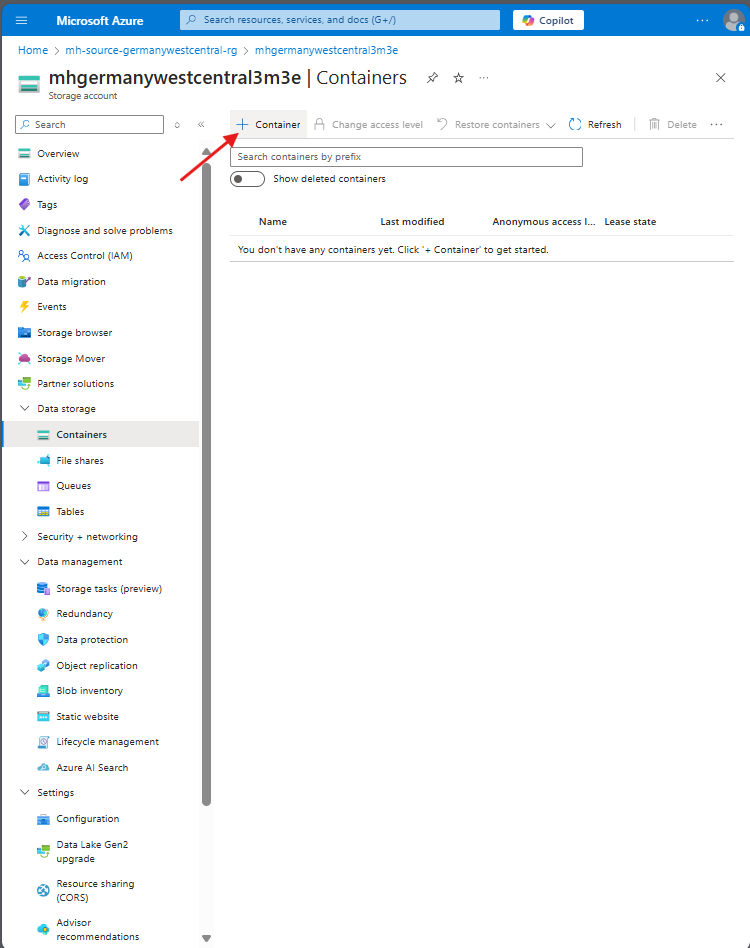 Microsoft Azure
Search resources, services, and docs (G+/)
Copilot
Home > mh-source-germanywestcentral-rg > mhgermanywestcentral3m3e
mhgermanywestcentral3m3e | Containers
Storage account
Search
Container
Change access level
Restore containers
Refresh
Delete
Search containers by prefix
Show deleted containers
Name Last modified Anonymous access l... Lease state
You don't have any containers yet. Click '+ Container' to get started.
Overview
Activity log
Tags
Diagnose and solve problems
Access Control (IAM)
Data migration
Events
Storage browser
Storage Mover
Partner solutions
Data storage
Containers
File shares
Queues
Tables
Security + networking
Data management
Storage tasks (preview)
Redundancy
Data protection
Object replication
Blob inventory
Static website
Lifecycle management
Azure AI Search
Settings
Configuration
Data Lake Gen2
upgrade
Resource sharing
(CORS)
Advisor
recommendations